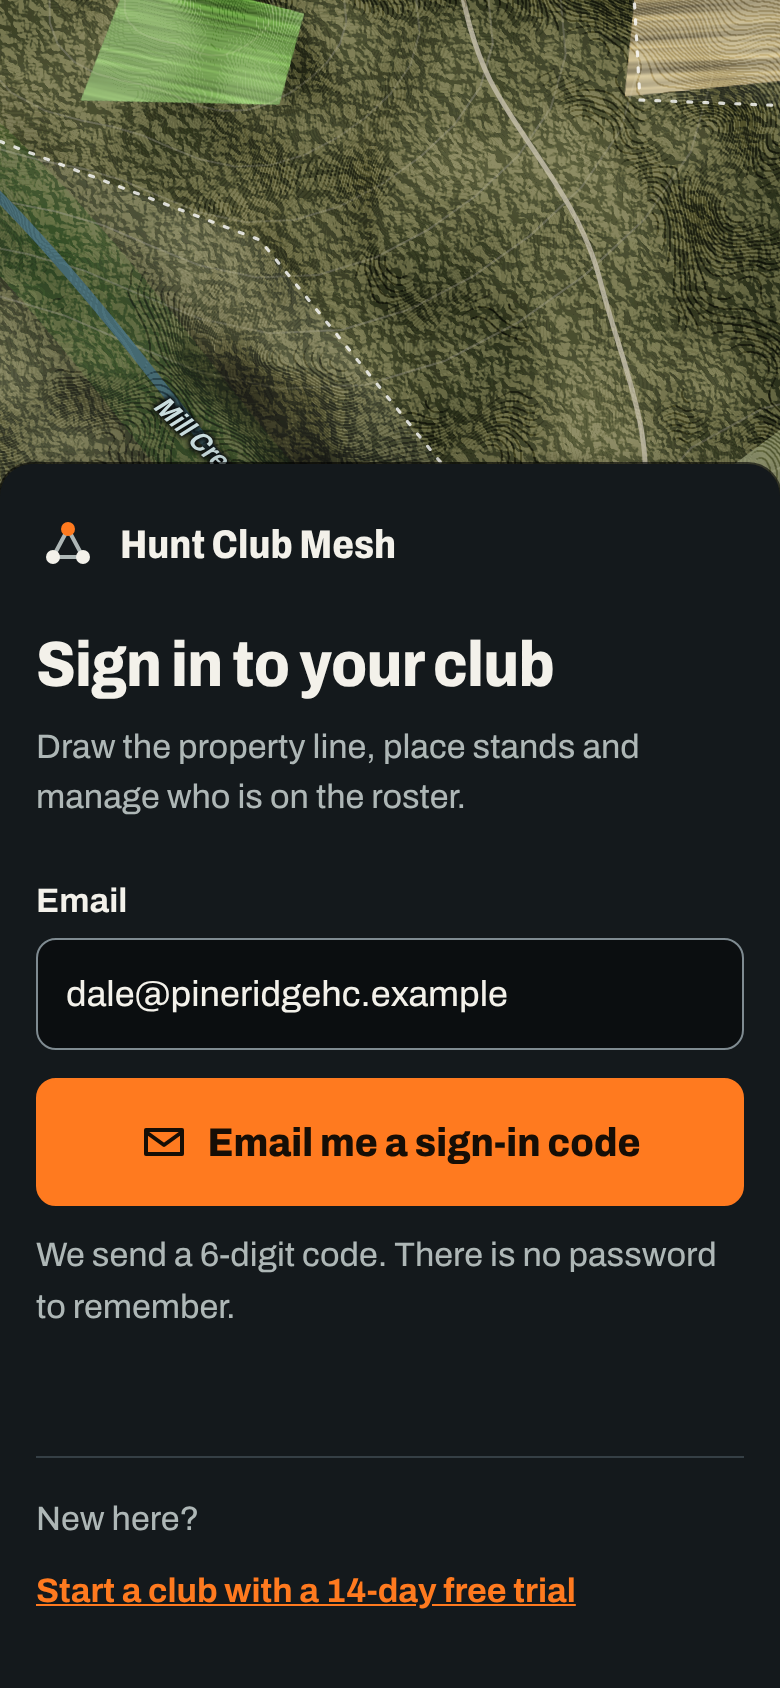 Mill Cre
Hunt Club Mesh
Sign in to your club
Draw the property line, place stands and
manage who is on the roster.
Email
dale@pineridgehc.example
Email me a sign-in code
We send a 6-digit code. There is no password
to remember.
New here?
Start a club with a 14-day free trial